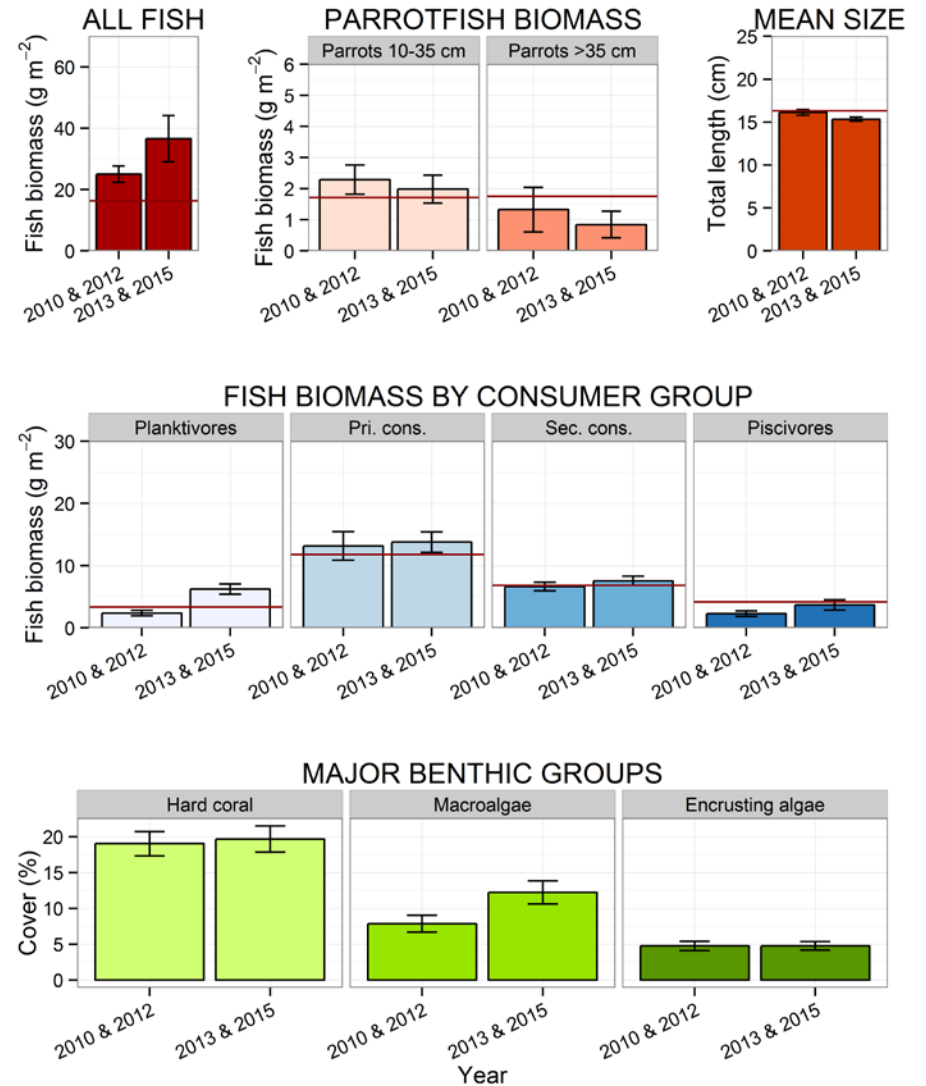 ALL FISH
Fish biomass (g m⁻²)
60
40
20
0
2010 & 2012
2013 & 2015
PARROTFISH BIOMASS
Parrots 10-35 cm
Parrots >35 cm
Fish biomass (g m⁻²)
6
5
4
3
2
1
0
2010 & 2012
2013 & 2015
2010 & 2012
2013 & 2015
MEAN SIZE
Total length (cm)
25
20
15
10
5
0
2010 & 2012
2013 & 2015
FISH BIOMASS BY CONSUMER GROUP
Planktivores
Pri. cons.
Sec. cons.
Piscivores
Fish biomass (g m⁻²)
30
20
10
0
2010 & 2012
2013 & 2015
2010 & 2012
2013 & 2015
2010 & 2012
2013 & 2015
2010 & 2012
2013 & 2015
MAJOR BENTHIC GROUPS
Hard coral
Macroalgae
Encrusting algae
Cover (%)
20
15
10
5
0
2010 & 2012
2013 & 2015
2010 & 2012
2013 & 2015
2010 & 2012
2013 & 2015
Year